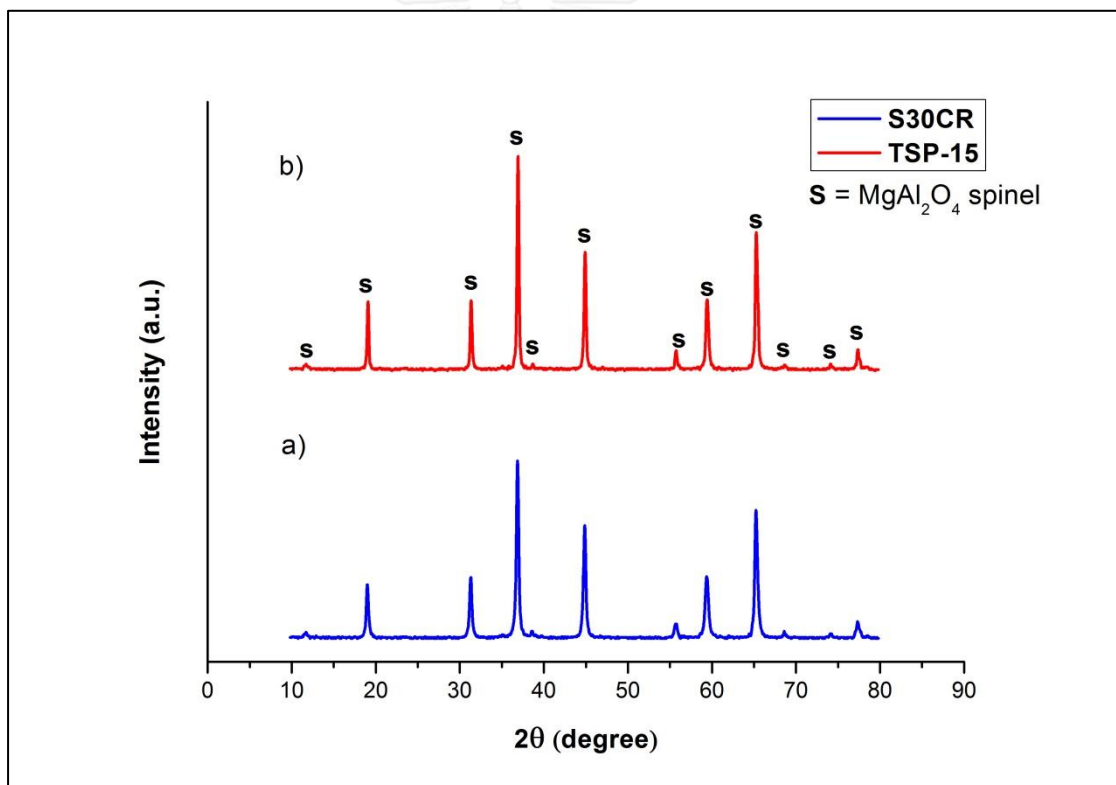 S30CR
TSP-15
S = MgAl₂O₄ spinel
b)
S S S S S S S S S S S
a)
Intensity (a.u.)
0 10 20 30 40 50 60 70 80 90
2θ (degree)